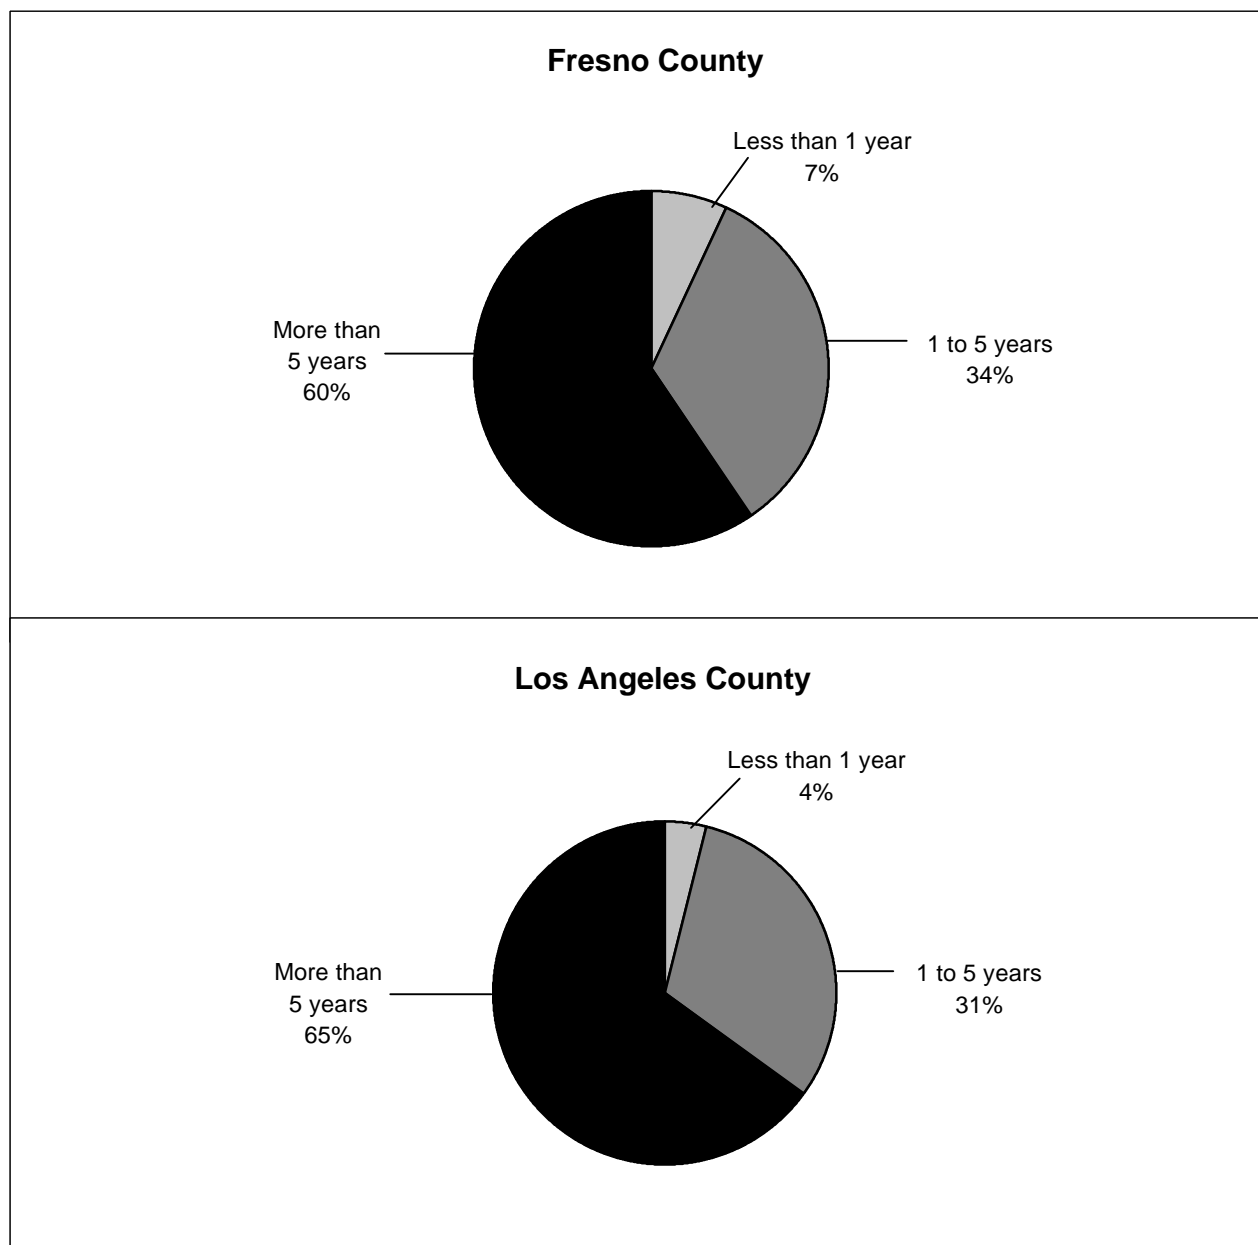 Fresno County
Less than 1 year
7%
More than
5 years
60%
1 to 5 years
34%
Los Angeles County
Less than 1 year
4%
More than
5 years
65%
1 to 5 years
31%